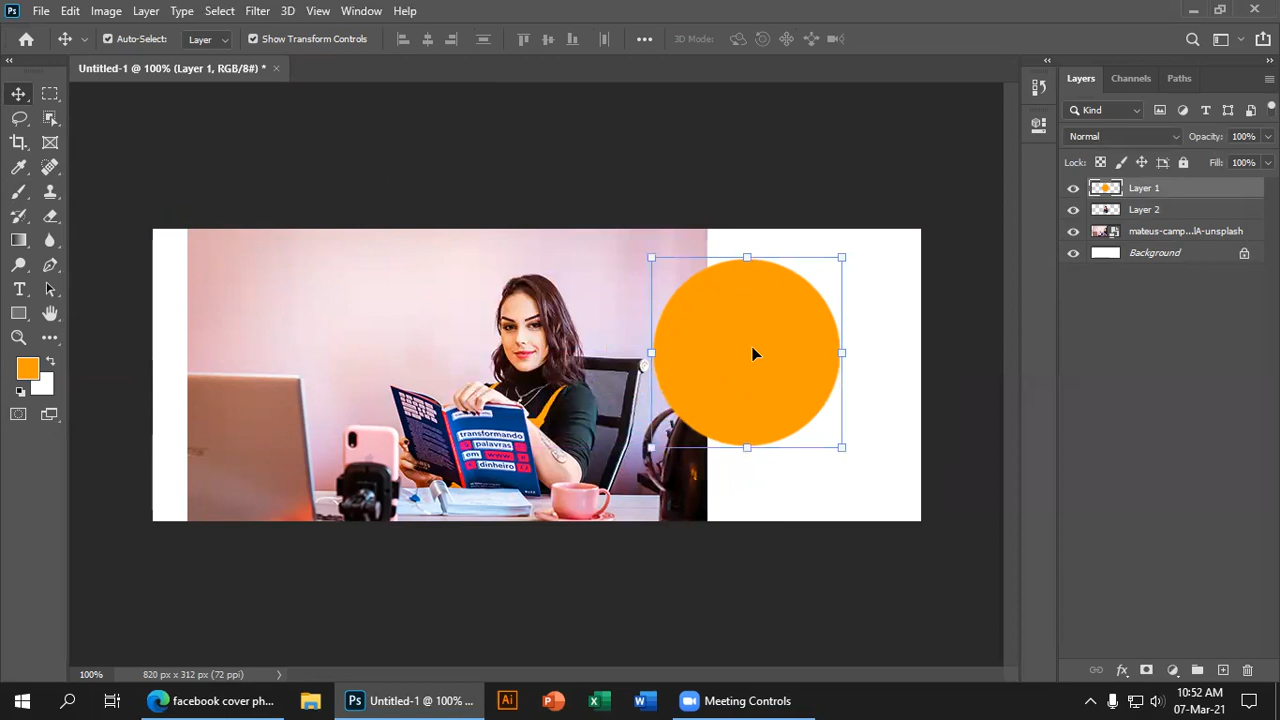 Ps File Edit Image Layer Type Select Filter 3D View Window Help
Auto-Select: Layer Show Transform Controls ••• 3D Mode:
Untitled-1 @ 100% (Layer 1, RGB/8#) * ×
Layers Channels Paths
Kind
Normal Opacity: 100%
Lock: Fill: 100%
Layer 1
Layer 2
mateus-camp...lA-unsplash
Background
transformando
palavras
em www.
dinheiro
100% 820 px x 312 px (72 ppi)
facebook cover ph... Ps Untitled-1 @ 100% ... Ai P X W Meeting Controls
10:52 AM
07-Mar-21